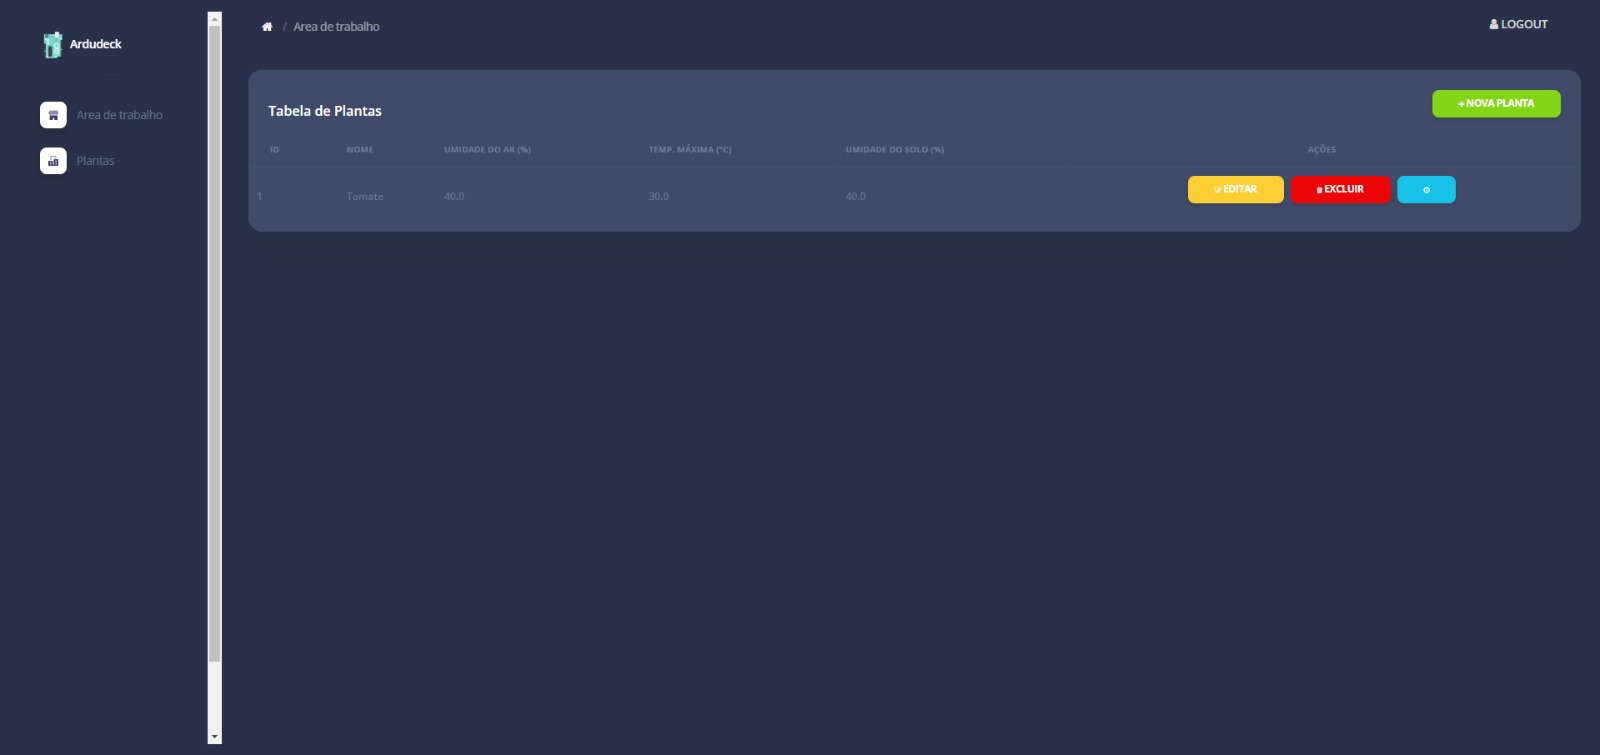 Ardudeck
Area de trabalho
Plantas
/ Area de trabalho
LOGOUT
Tabela de Plantas
+ NOVA PLANTA
ID NOME UMIDADE DO AR (%) TEMP. MÁXIMA (°C) UMIDADE DO SOLO (%) AÇÕES
1 Tomate 40.0 30.0 40.0 EDITAR EXCLUIR